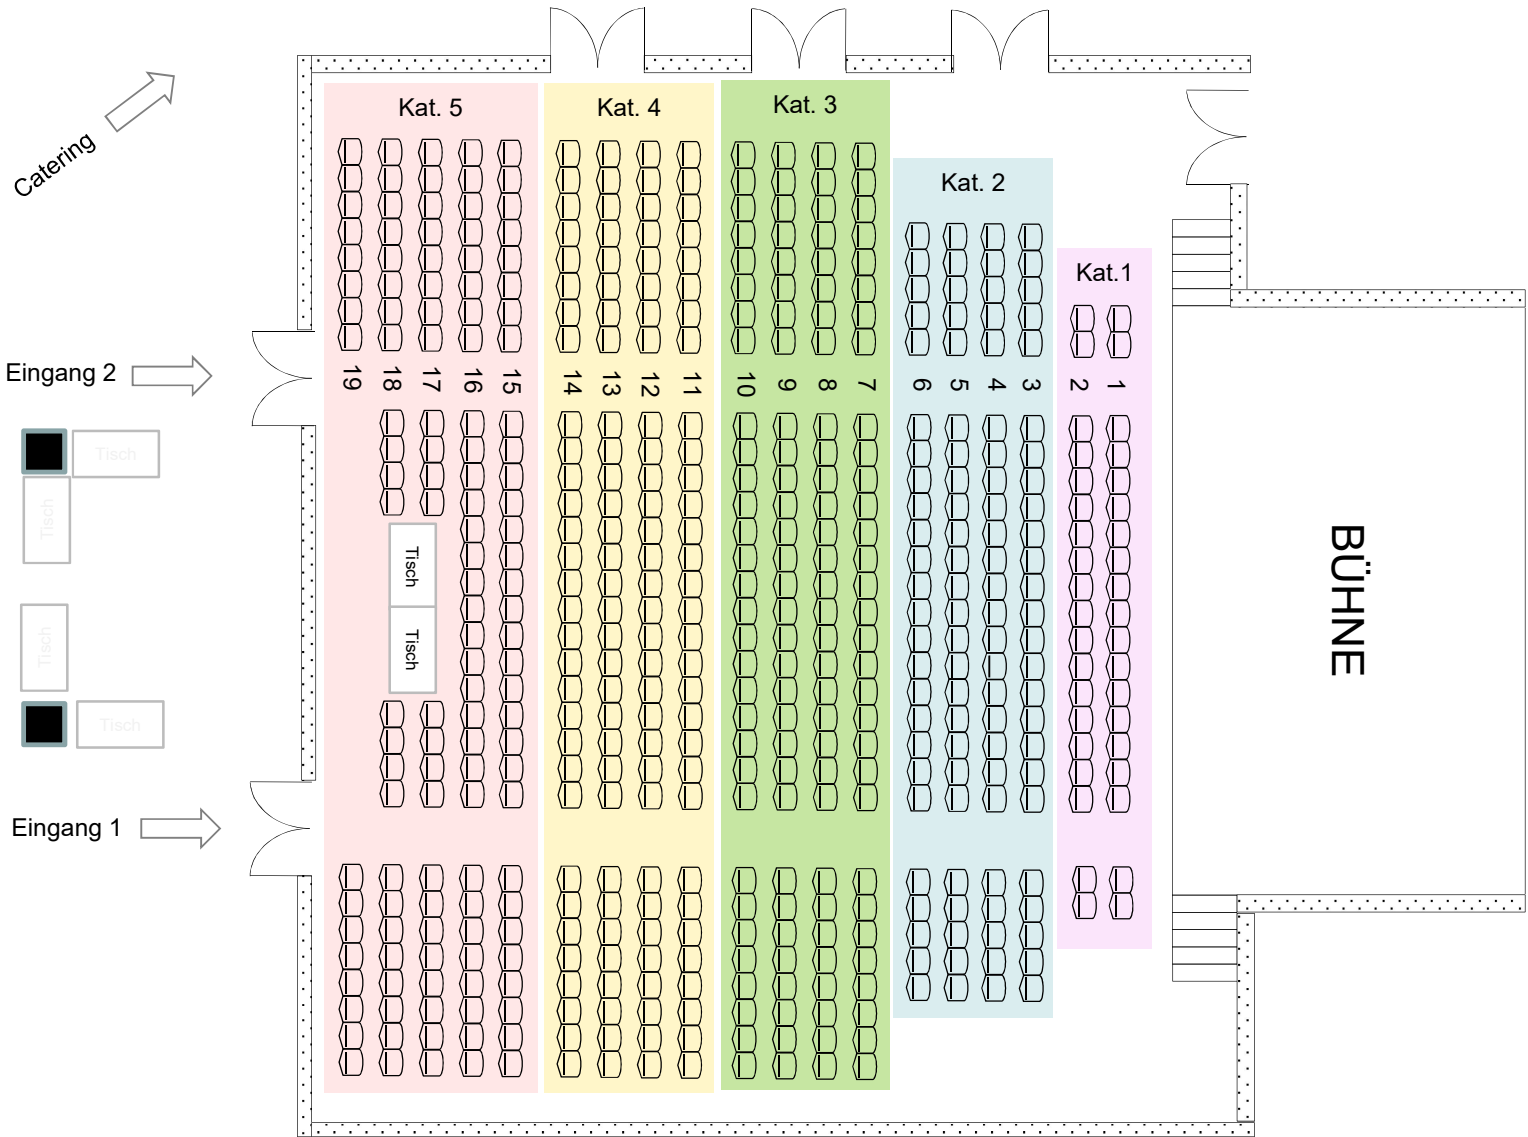 Kat. 5
Kat. 4
Kat. 3
Kat. 2
Kat.1
Catering
Eingang 2
19 18 17 16 15 14 13 12 11 10 9 8 7 6 5 4 3 2 1
Tisch
Tisch
Tisch
Tisch
Tisch
Tisch
BÜHNE
Eingang 1